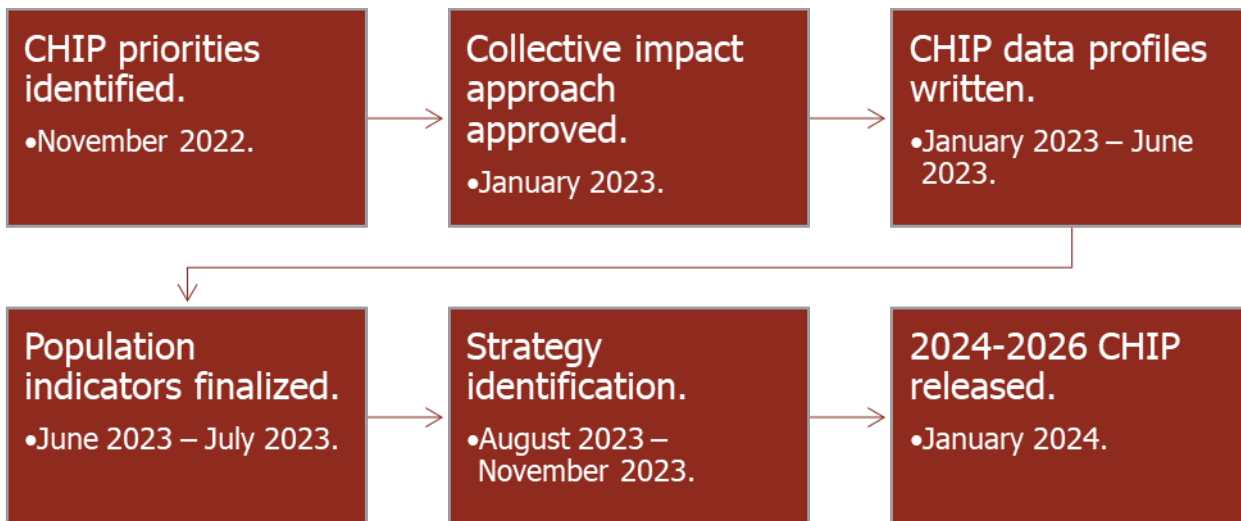 CHIP priorities
identified.
•November 2022.
Collective impact
approach
approved.
•January 2023.
CHIP data profiles
written.
•January 2023 – June
2023.
Population
indicators finalized.
•June 2023 – July 2023.
Strategy
identification.
•August 2023 –
November 2023.
2024-2026 CHIP
released.
•January 2024.